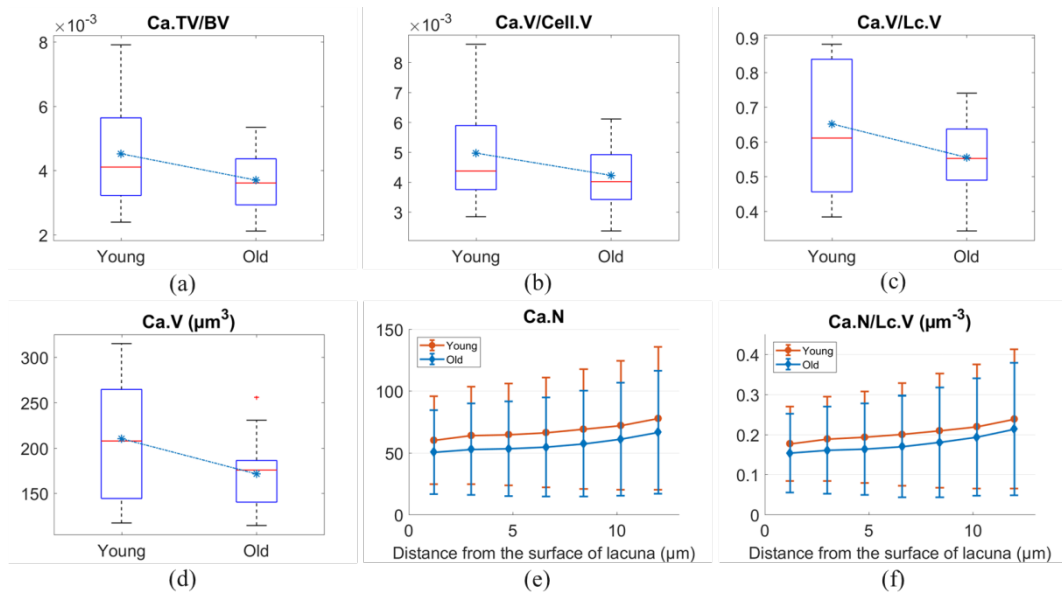 Ca.TV/BV
×10⁻³
8
6
4
2
Young
Old
(a)
Ca.V/Cell.V
×10⁻³
8
7
6
5
4
3
Young
Old
(b)
Ca.V/Lc.V
0.9
0.8
0.7
0.6
0.5
0.4
Young
Old
(c)
Ca.V (µm³)
300
250
200
150
Young
Old
(d)
Ca.N
150
100
50
0
Young
Old
0
5
10
Distance from the surface of lacuna (µm)
(e)
Ca.N/Lc.V (µm⁻³)
0.4
0.3
0.2
0.1
0
Young
Old
0
5
10
Distance from the surface of lacuna (µm)
(f)